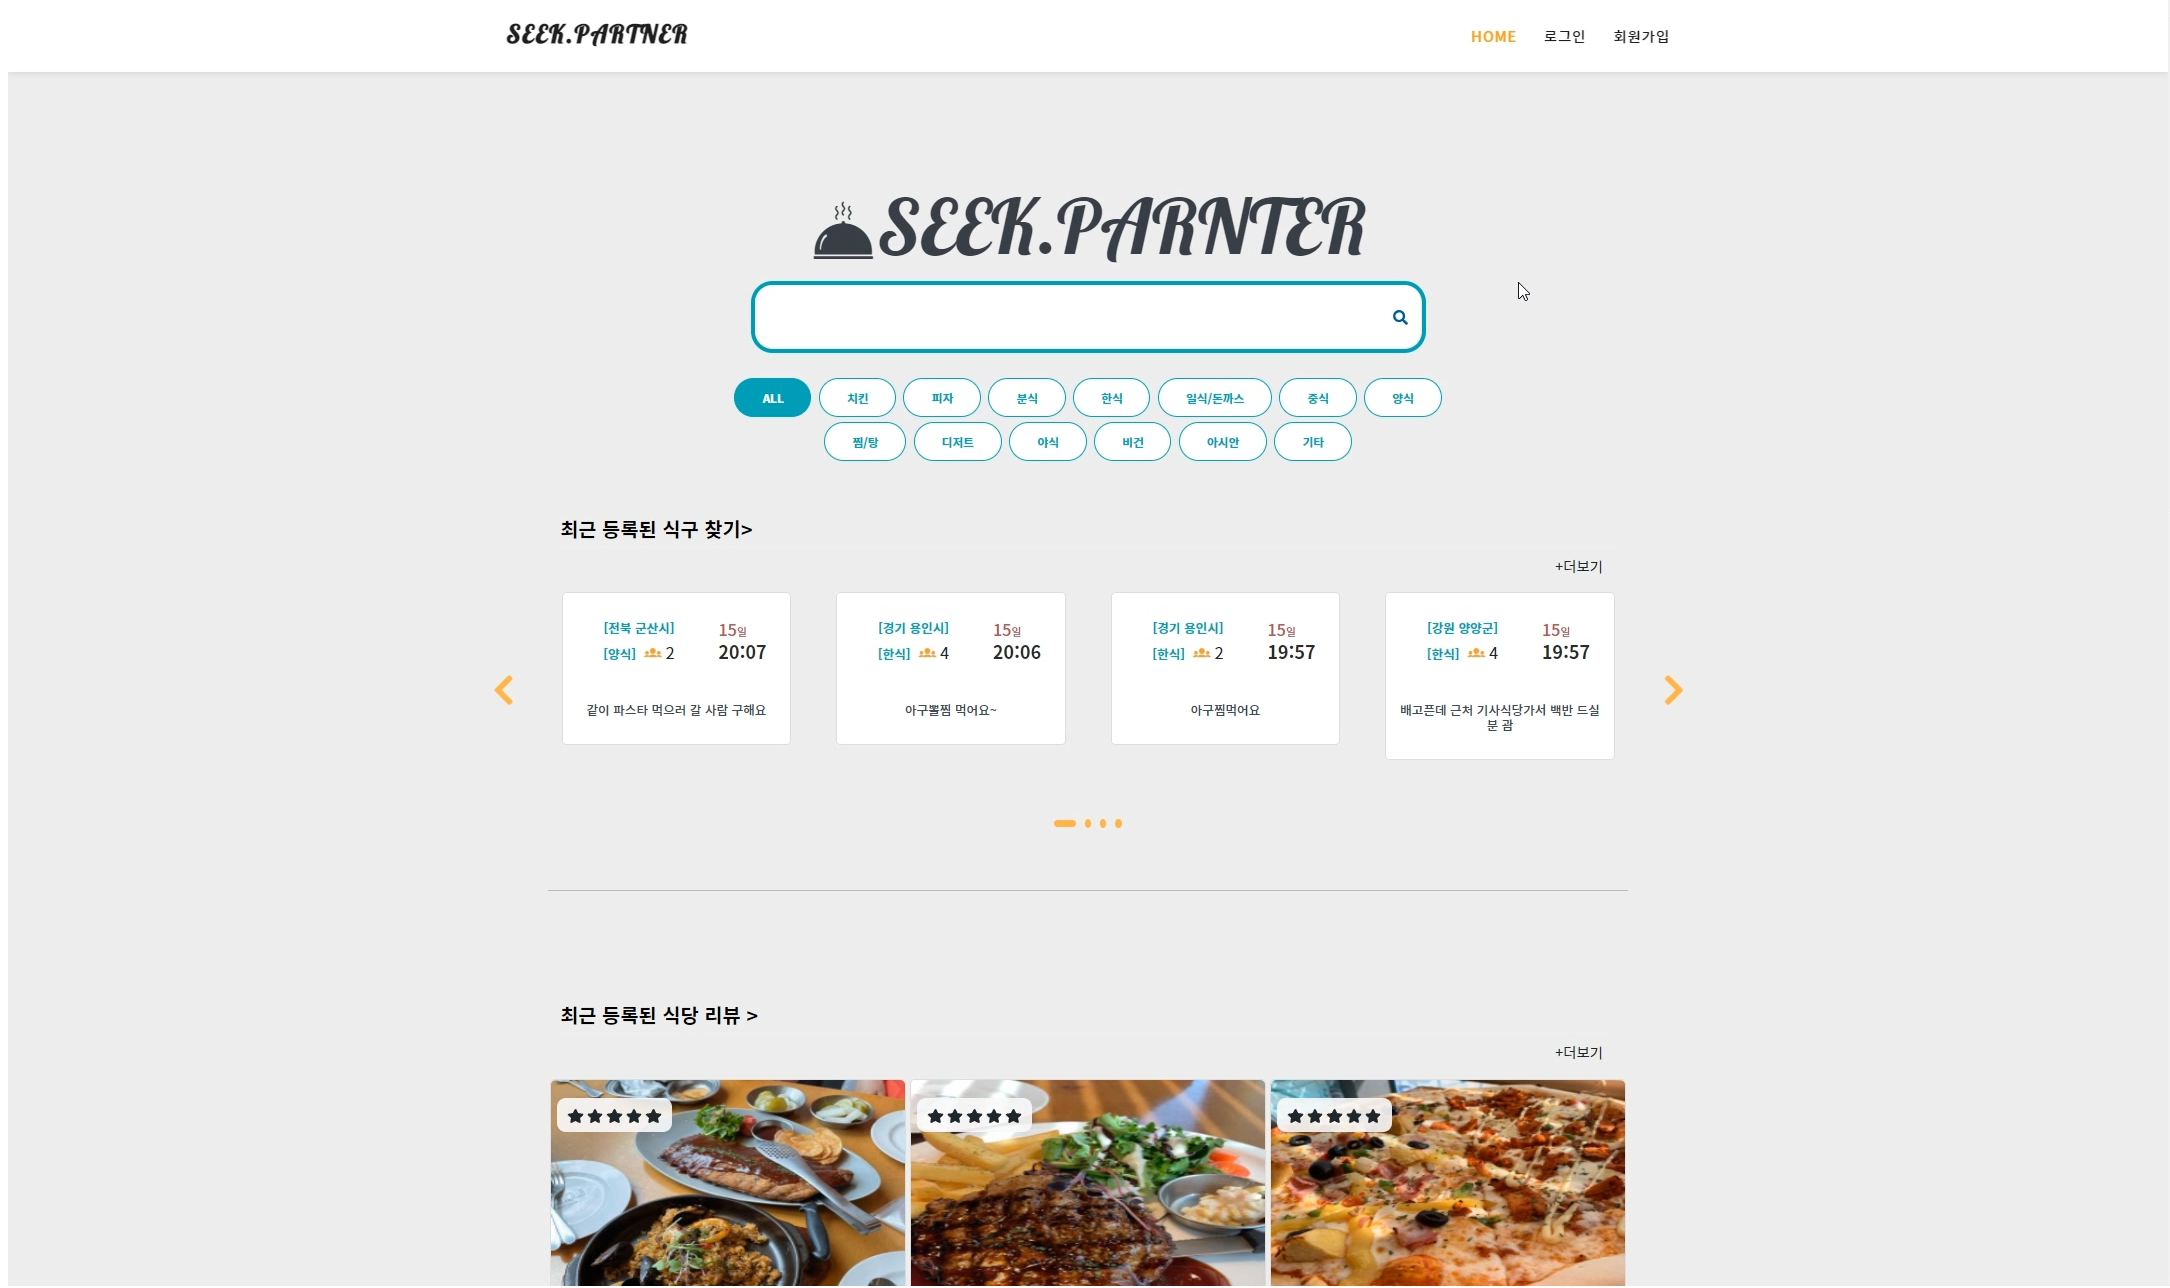 SEEK.PARTNER
HOME 로그인 회원가입
SEEK.PARNTER
ALL 치킨 피자 분식 한식 일식/돈까스 중식 양식
찜/탕 디저트 야식 비건 아시안 기타
최근 등록된 식구 찾기>
+더보기
[전북 군산시] 15일
[양식] 2 20:07
같이 파스타 먹으러 갈 사람 구해요
[경기 용인시] 15일
[한식] 4 20:06
아구뽈찜 먹어요~
[경기 용인시] 15일
[한식] 2 19:57
아구찜먹어요
[강원 양양군] 15일
[한식] 4 19:57
배고픈데 근처 기사식당가서 백반 드실
분 괌
최근 등록된 식당 리뷰 >
+더보기